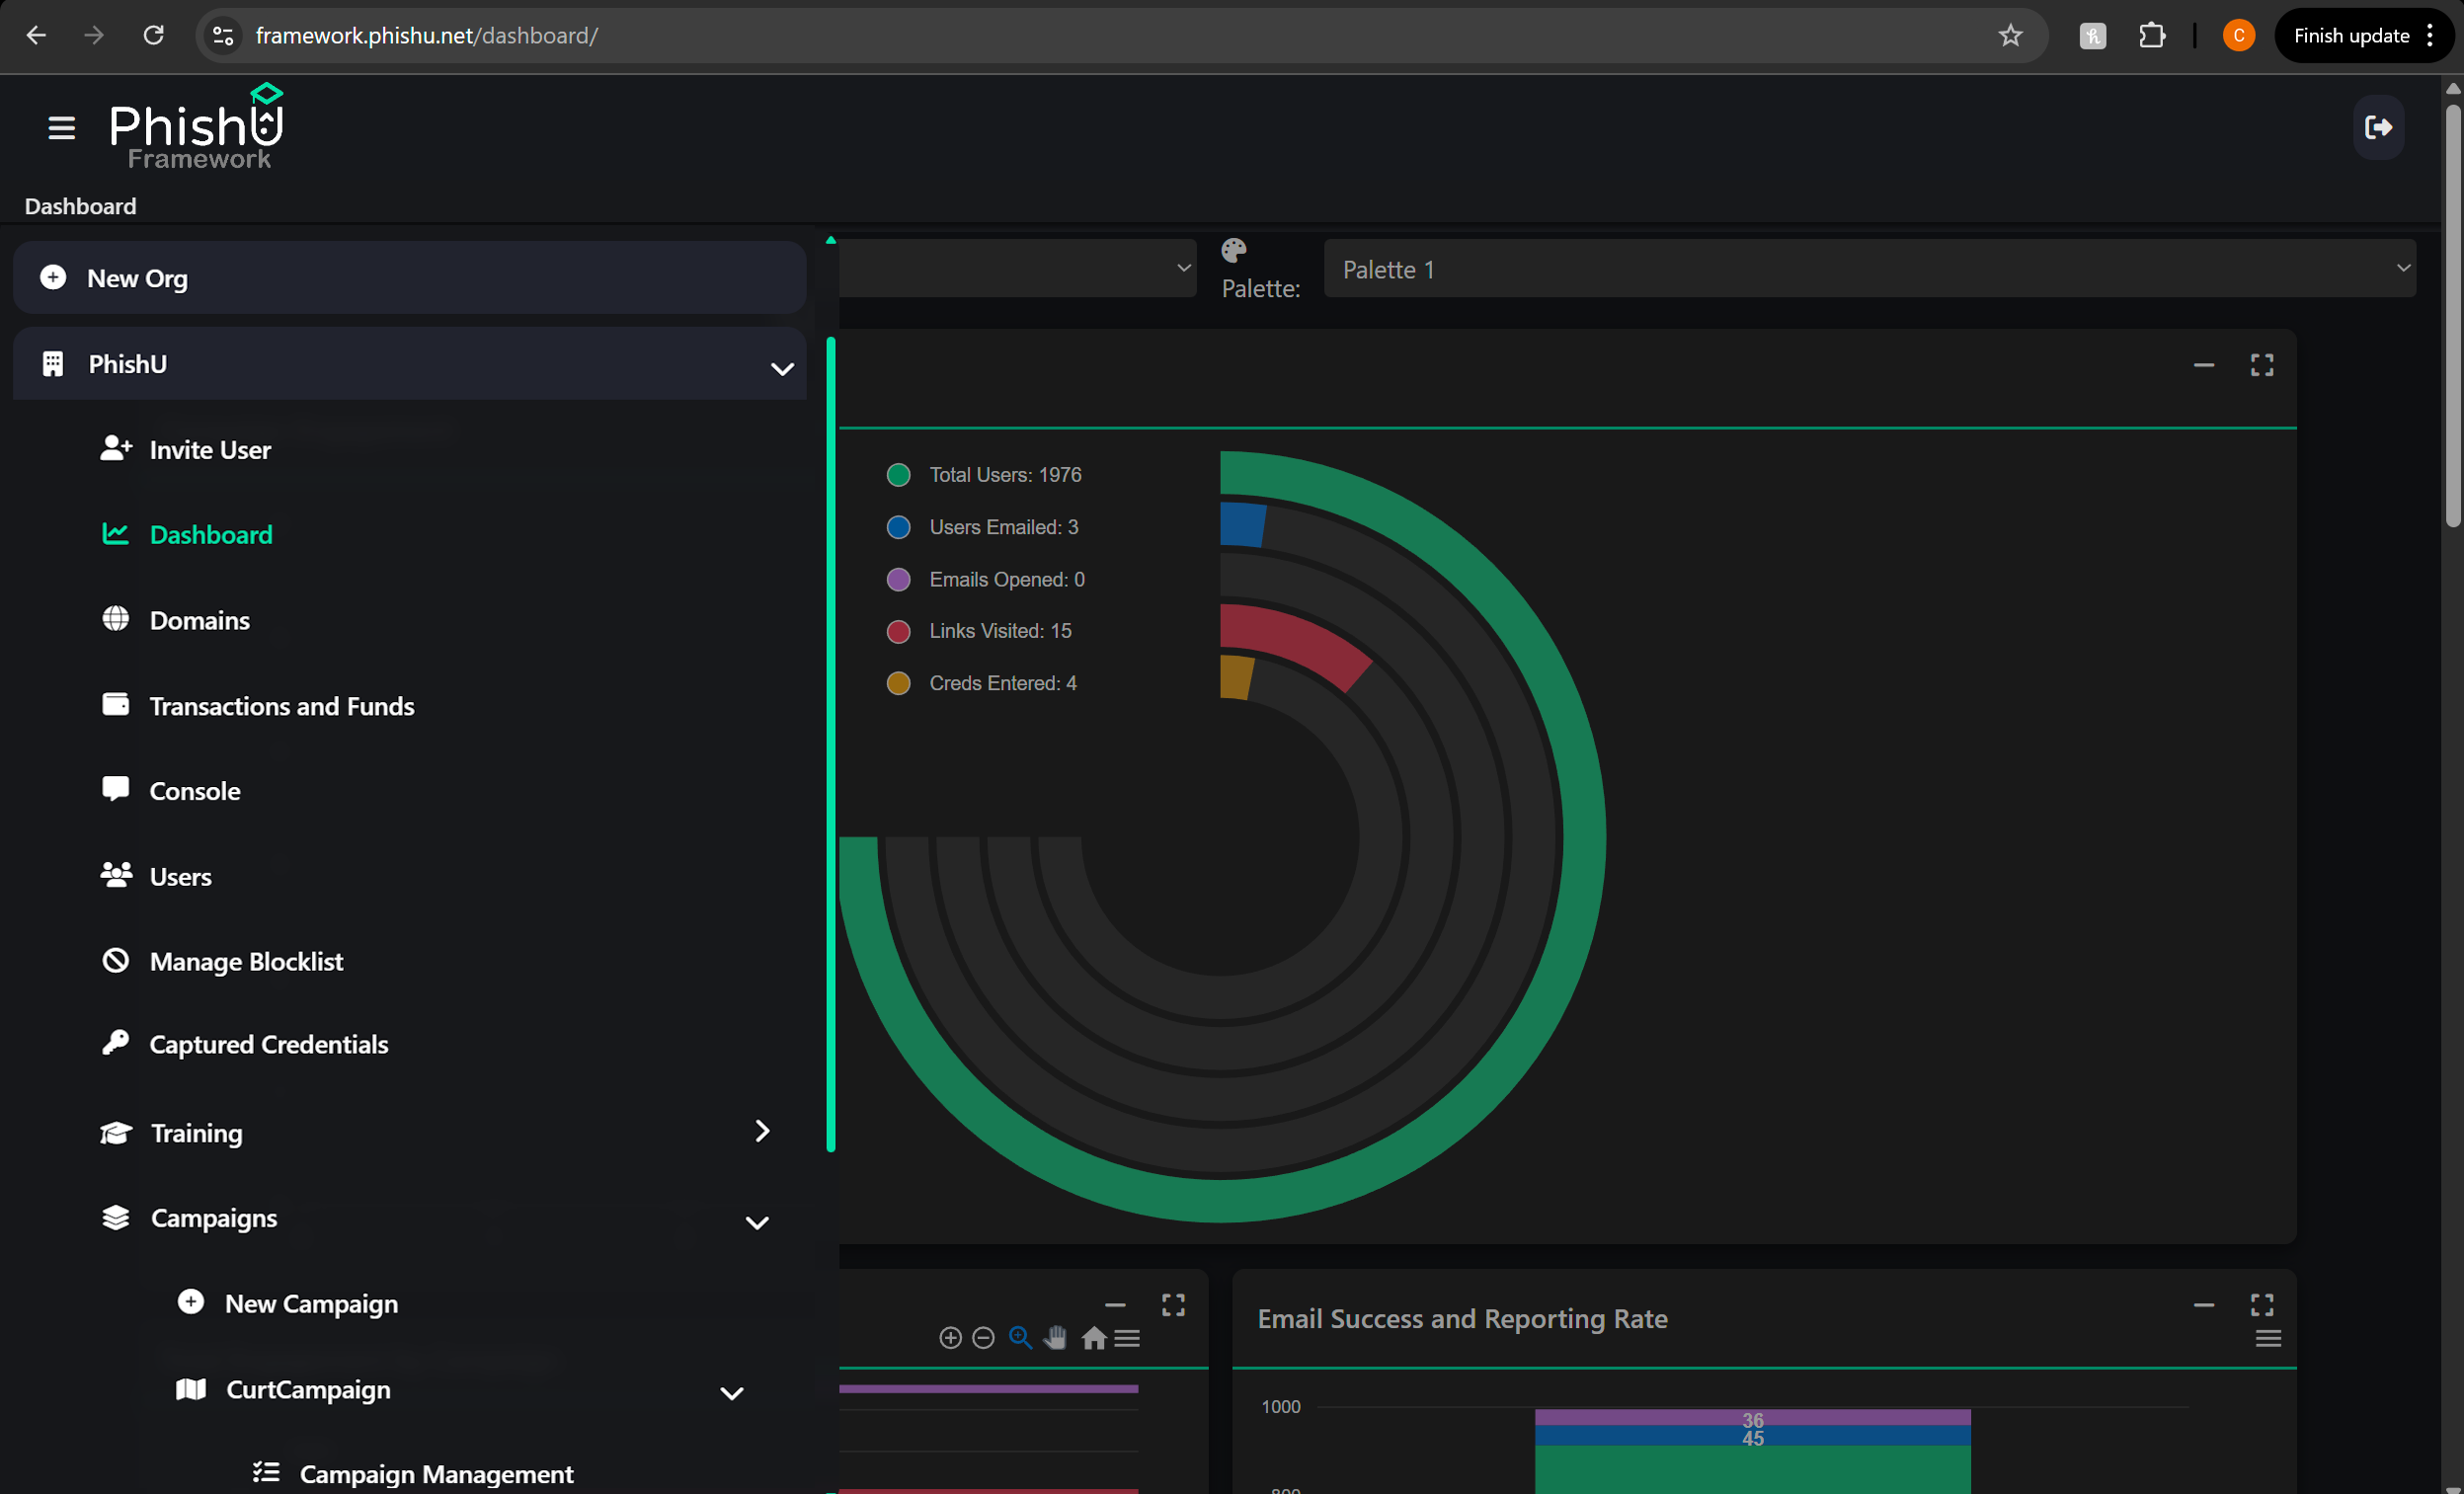 framework.phishu.net/dashboard/
C
Finish update
PhishU
Framework
Dashboard
New Org
PhishU
Invite User
Dashboard
Domains
Transactions and Funds
Console
Users
Manage Blocklist
Captured Credentials
Training
Campaigns
New Campaign
CurtCampaign
Campaign Management
Palette:
Palette 1
Total Users: 1976
Users Emailed: 3
Emails Opened: 0
Links Visited: 15
Creds Entered: 4
Email Success and Reporting Rate
1000
36
45